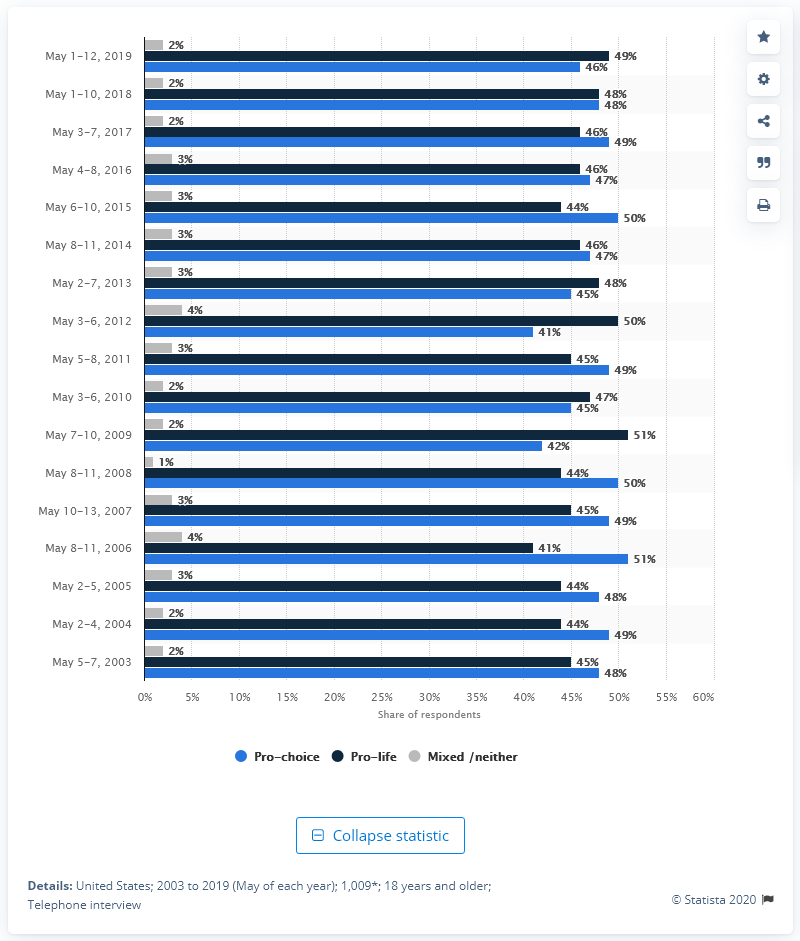 2%
May 1-12, 2019
49%
46%
2%
May 1-10, 2018
48%
48%
2%
May 3-7, 2017
46%
49%
3%
May 4-8, 2016
46%
47%
3%
May 6-10, 2015
44%
50%
3%
May 8-11, 2014
46%
47%
3%
May 2-7, 2013
48%
45%
4%
May 3-6, 2012
50%
41%
3%
May 5-8, 2011
45%
49%
2%
May 3-6, 2010
47%
45%
2%
May 7-10, 2009
51%
42%
1%
May 8-11, 2008
44%
50%
3%
May 10-13, 2007
45%
49%
4%
May 8-11, 2006
41%
51%
3%
May 2-5, 2005
44%
48%
2%
May 2-4, 2004
44%
49%
2%
May 5-7, 2003
45%
48%
0% 5% 10% 15% 20% 25% 30% 35% 40% 45% 50% 55% 60%
Share of respondents
Pro-choice Pro-life Mixed /neither
Collapse statistic
Details: United States; 2003 to 2019 (May of each year); 1,009*; 18 years and older;
Telephone interview
© Statista 2020